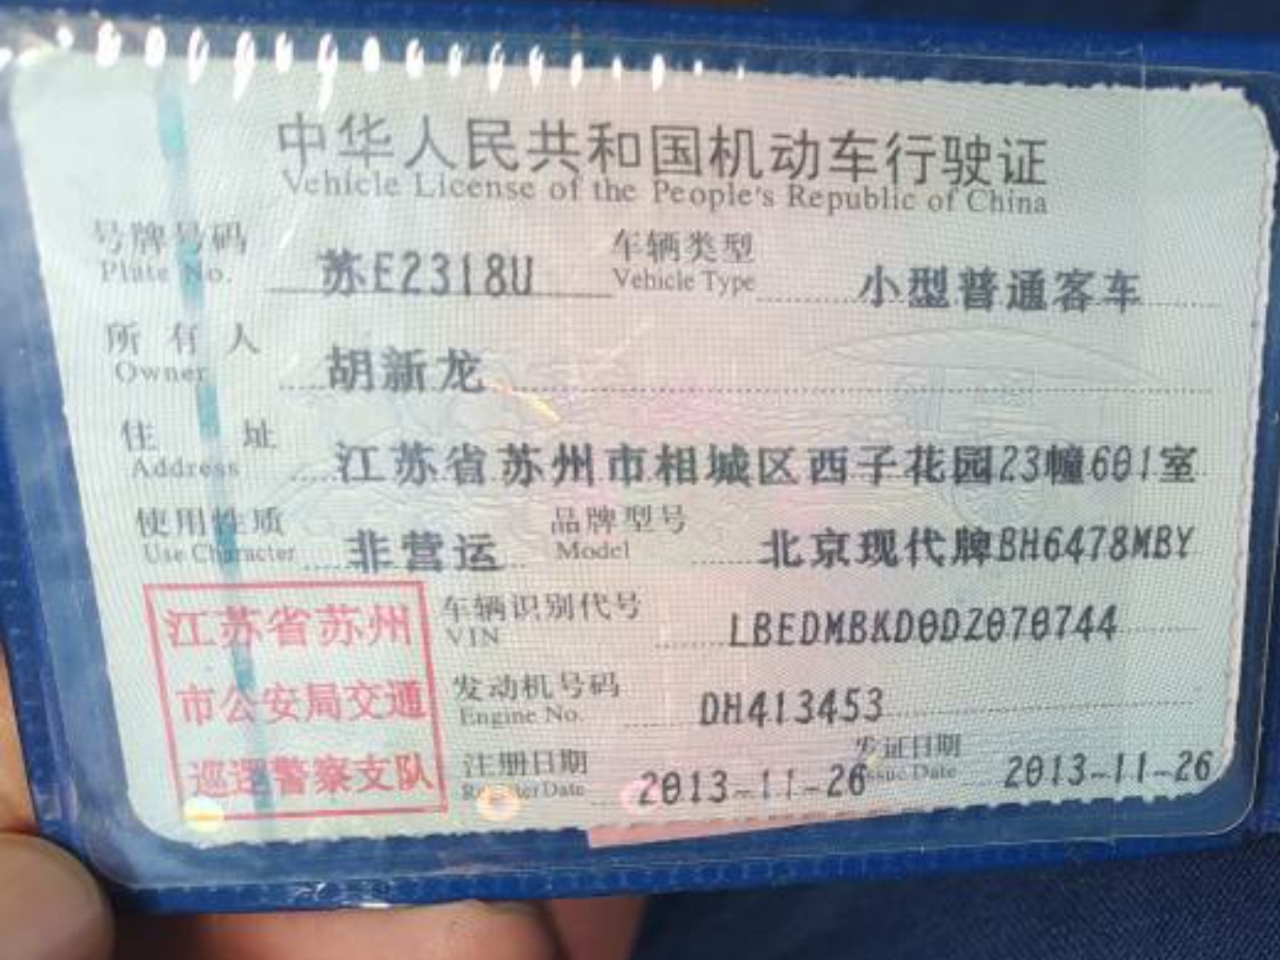 中华人民共和国机动车行驶证
Vehicle License of the People's Republic of China
号牌号码 苏E2318U 车辆类型 小型普通客车
Plate No. Vehicle Type
所有人 胡新龙
Owner
住址 江苏省苏州市相城区西子花园23幢601室
Address
使用性质 非营运 品牌型号 北京现代牌BH6478MBY
Use Character Model
江苏省苏州
市公安局交通
巡逻警察支队
车辆识别代号 LBEDMBKD0DZ070744
VIN
发动机号码 DH413453
Engine No.
注册日期 2013-11-26 发证日期 2013-11-26
Register Date Issue Date